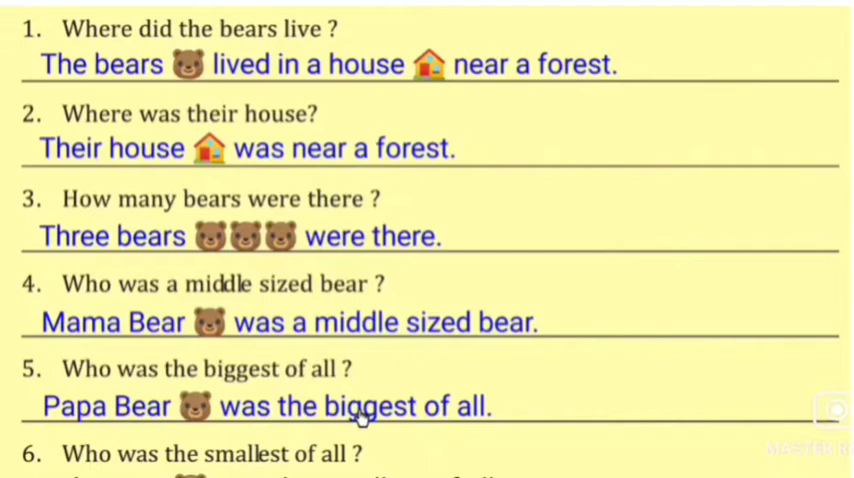 1. Where did the bears live ?
The bears 🐻 lived in a house 🏠 near a forest.
2. Where was their house?
Their house 🏠 was near a forest.
3. How many bears were there ?
Three bears 🐻🐻🐻 were there.
4. Who was a middle sized bear ?
Mama Bear 🐻 was a middle sized bear.
5. Who was the biggest of all ?
Papa Bear 🐻 was the biggest of all.
6. Who was the smallest of all ?